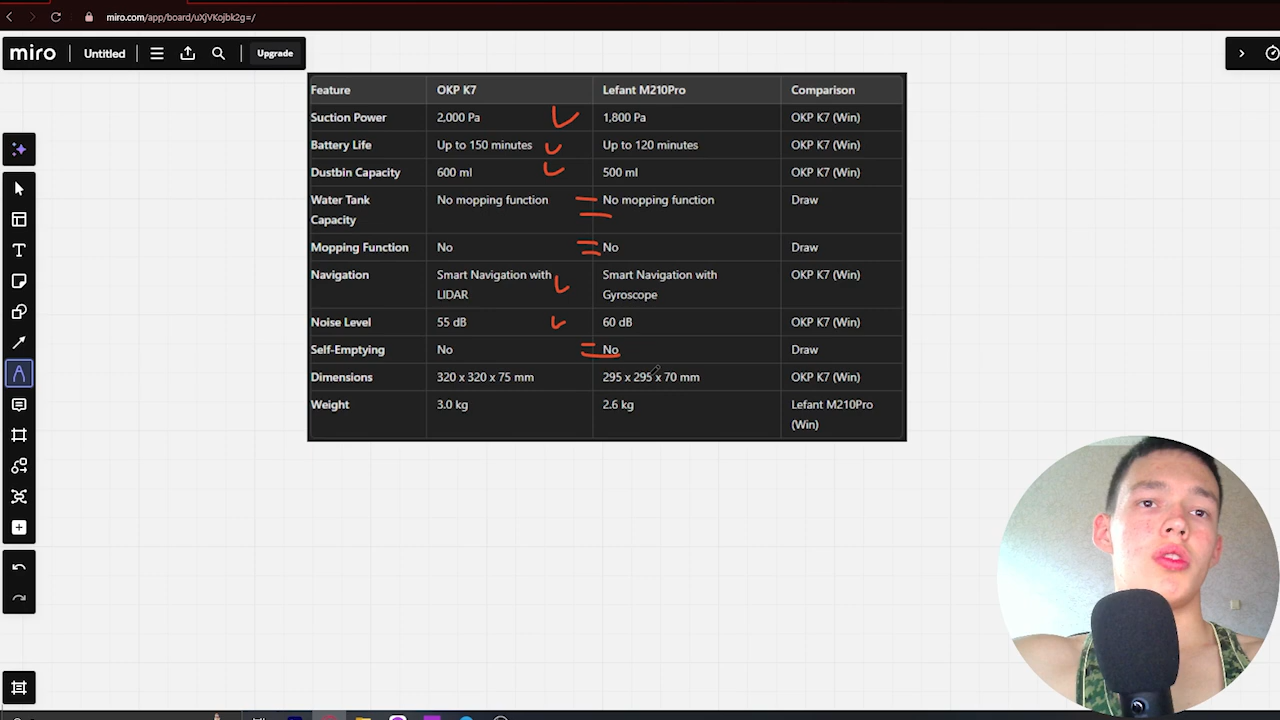 miro.com/app/board/uXjVKojbk2g=/
miro Untitled Upgrade
Feature OKP K7 Lefant M210Pro Comparison
Suction Power 2,000 Pa 1,800 Pa OKP K7 (Win)
Battery Life Up to 150 minutes Up to 120 minutes OKP K7 (Win)
Dustbin Capacity 600 ml 500 ml OKP K7 (Win)
Water Tank No mopping function No mopping function Draw
Capacity
Mopping Function No No Draw
Navigation Smart Navigation with Smart Navigation with OKP K7 (Win)
LIDAR Gyroscope
Noise Level 55 dB 60 dB OKP K7 (Win)
Self-Emptying No No Draw
Dimensions 320 x 320 x 75 mm 295 x 295 x 70 mm OKP K7 (Win)
Weight 3.0 kg 2.6 kg Lefant M210Pro
(Win)